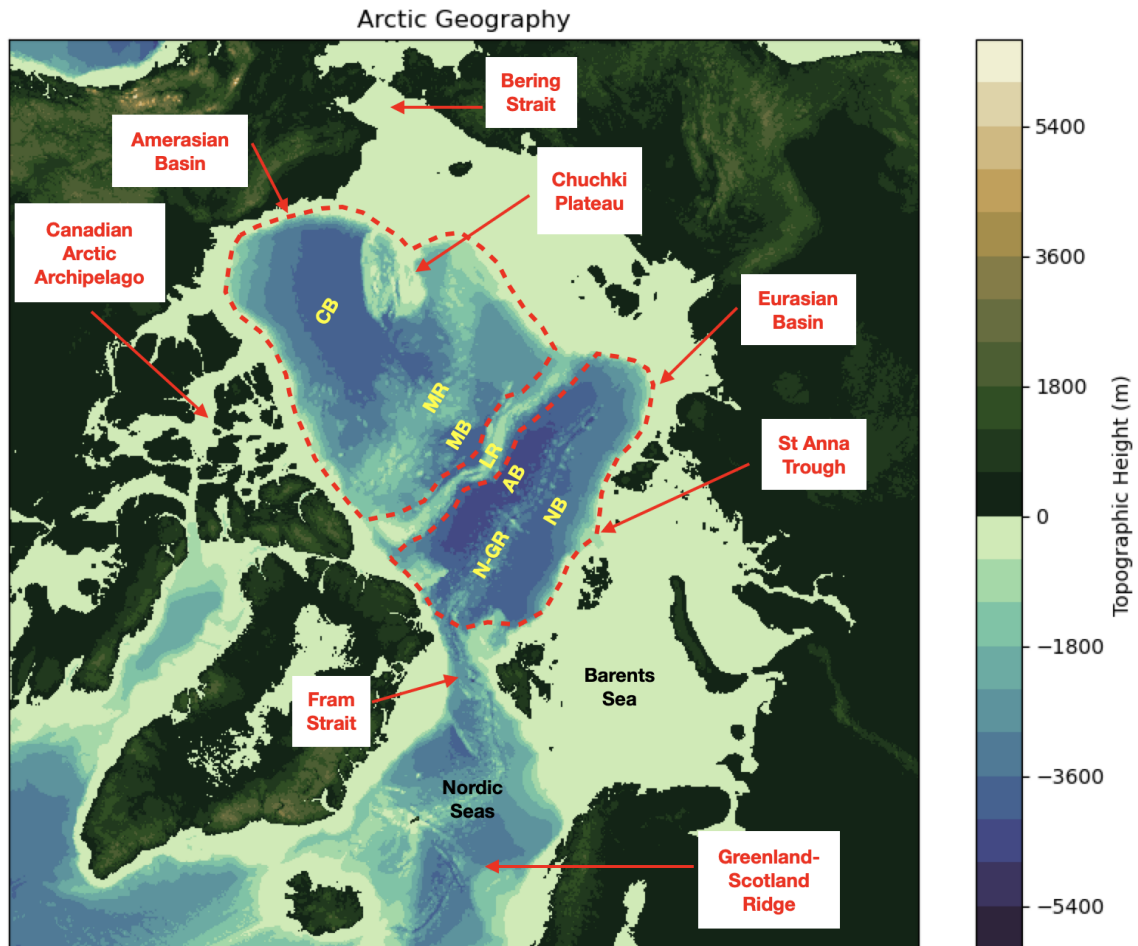 Arctic Geography
Bering
Strait
Amerasian
Basin
Chuchki
Plateau
Canadian
Arctic
Archipelago
Eurasian
Basin
CB
MR
MB
LR
AB
NB
N-GR
St Anna
Trough
Barents
Sea
Fram
Strait
Nordic
Seas
Greenland-
Scotland
Ridge
5400
3600
1800
0
−1800
−3600
−5400
Topographic Height (m)